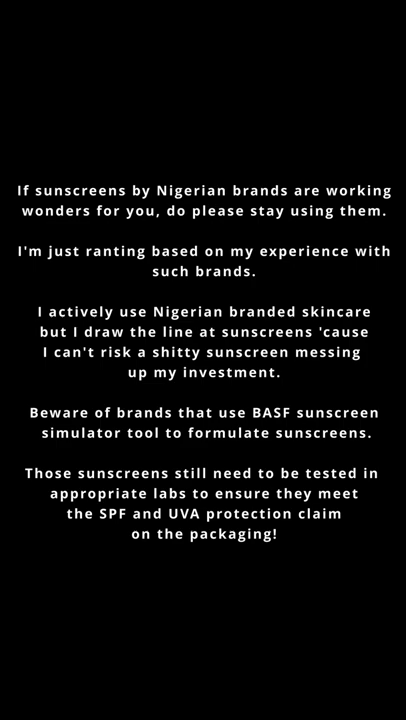 If sunscreens by Nigerian brands are working
wonders for you, do please stay using them.
I'm just ranting based on my experience with
such brands.
I actively use Nigerian branded skincare
but I draw the line at sunscreens 'cause
I can't risk a shitty sunscreen messing
up my investment.
Beware of brands that use BASF sunscreen
simulator tool to formulate sunscreens.
Those sunscreens still need to be tested in
appropriate labs to ensure they meet
the SPF and UVA protection claim
on the packaging!